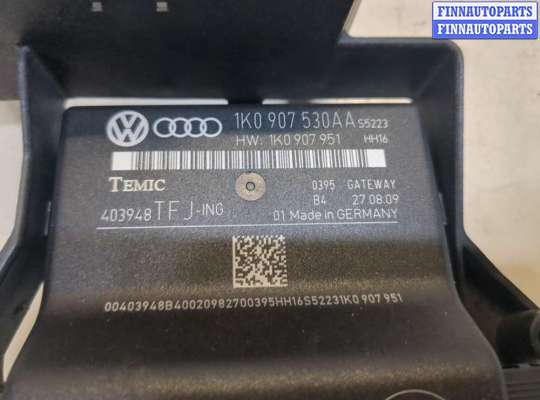 FINNAUTOPARTS
FINNAUTOPARTS
1K0 907 530AA S5223
HW: 1K0 907 951 HH16
TEMIC
0395 GATEWAY
B4 27.08.09
403948 TFJ-ING
01 Made in GERMANY
00403948B40020982700395HH16S52231K0 907 951